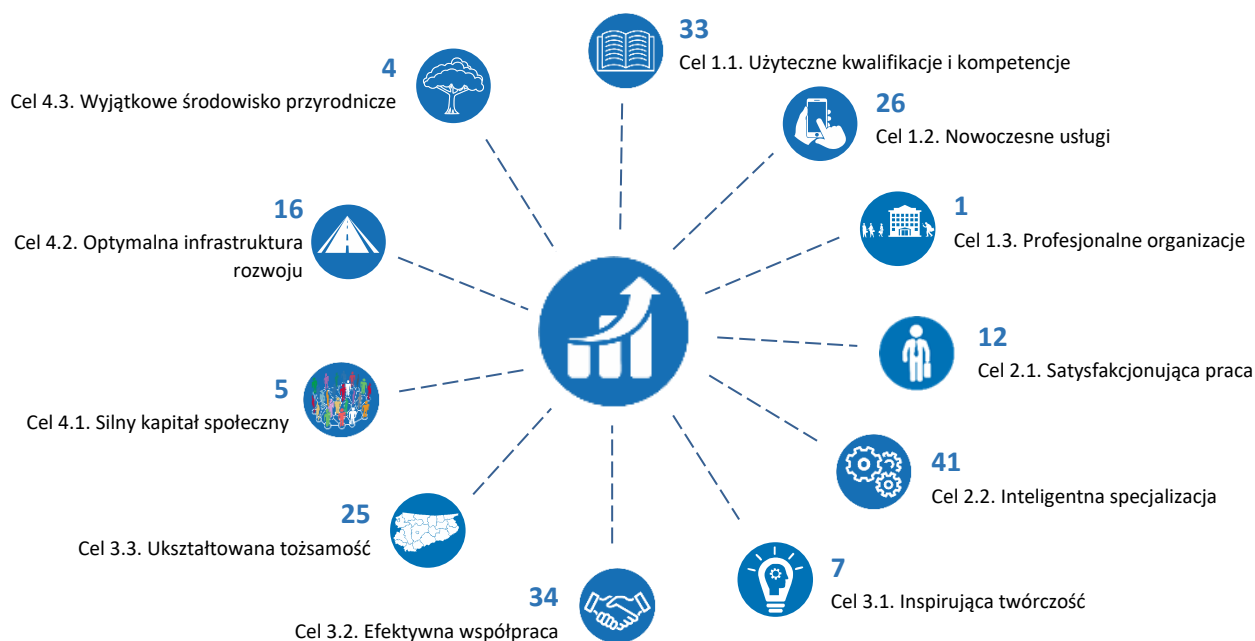 33
Cel 1.1. Użyteczne kwalifikacje i kompetencje
26
Cel 1.2. Nowoczesne usługi
1
Cel 1.3. Profesjonalne organizacje
12
Cel 2.1. Satysfakcjonująca praca
41
Cel 2.2. Inteligentna specjalizacja
7
Cel 3.1. Inspirująca twórczość
34
Cel 3.2. Efektywna współpraca
25
Cel 3.3. Ukształtowana tożsamość
5
Cel 4.1. Silny kapitał społeczny
16
Cel 4.2. Optymalna infrastruktura
rozwoju
4
Cel 4.3. Wyjątkowe środowisko przyrodnicze